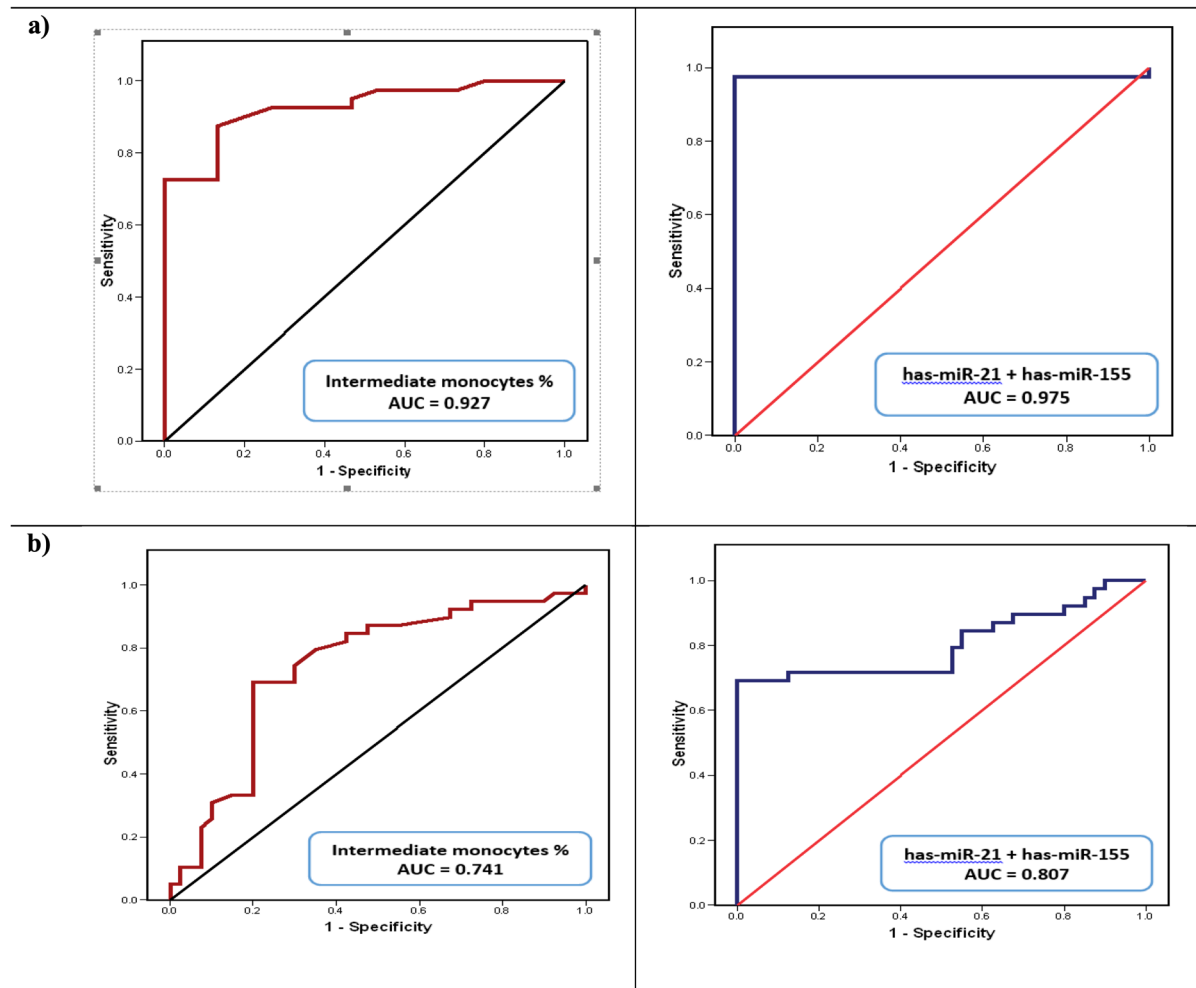 a)
1.0
0.8
0.6
0.4
0.2
0.0
Sensitivity
Intermediate monocytes %
AUC = 0.927
0.0 0.2 0.4 0.6 0.8 1.0
1 - Specificity
1.0
0.8
0.6
0.4
0.2
0.0
Sensitivity
has-miR-21 + has-miR-155
AUC = 0.975
0.0 0.2 0.4 0.6 0.8 1.0
1 - Specificity
b)
1.0
0.8
0.6
0.4
0.2
0.0
Sensitivity
Intermediate monocytes %
AUC = 0.741
0.0 0.2 0.4 0.6 0.8 1.0
1 - Specificity
1.0
0.8
0.6
0.4
0.2
0.0
Sensitivity
has-miR-21 + has-miR-155
AUC = 0.807
0.0 0.2 0.4 0.6 0.8 1.0
1 - Specificity